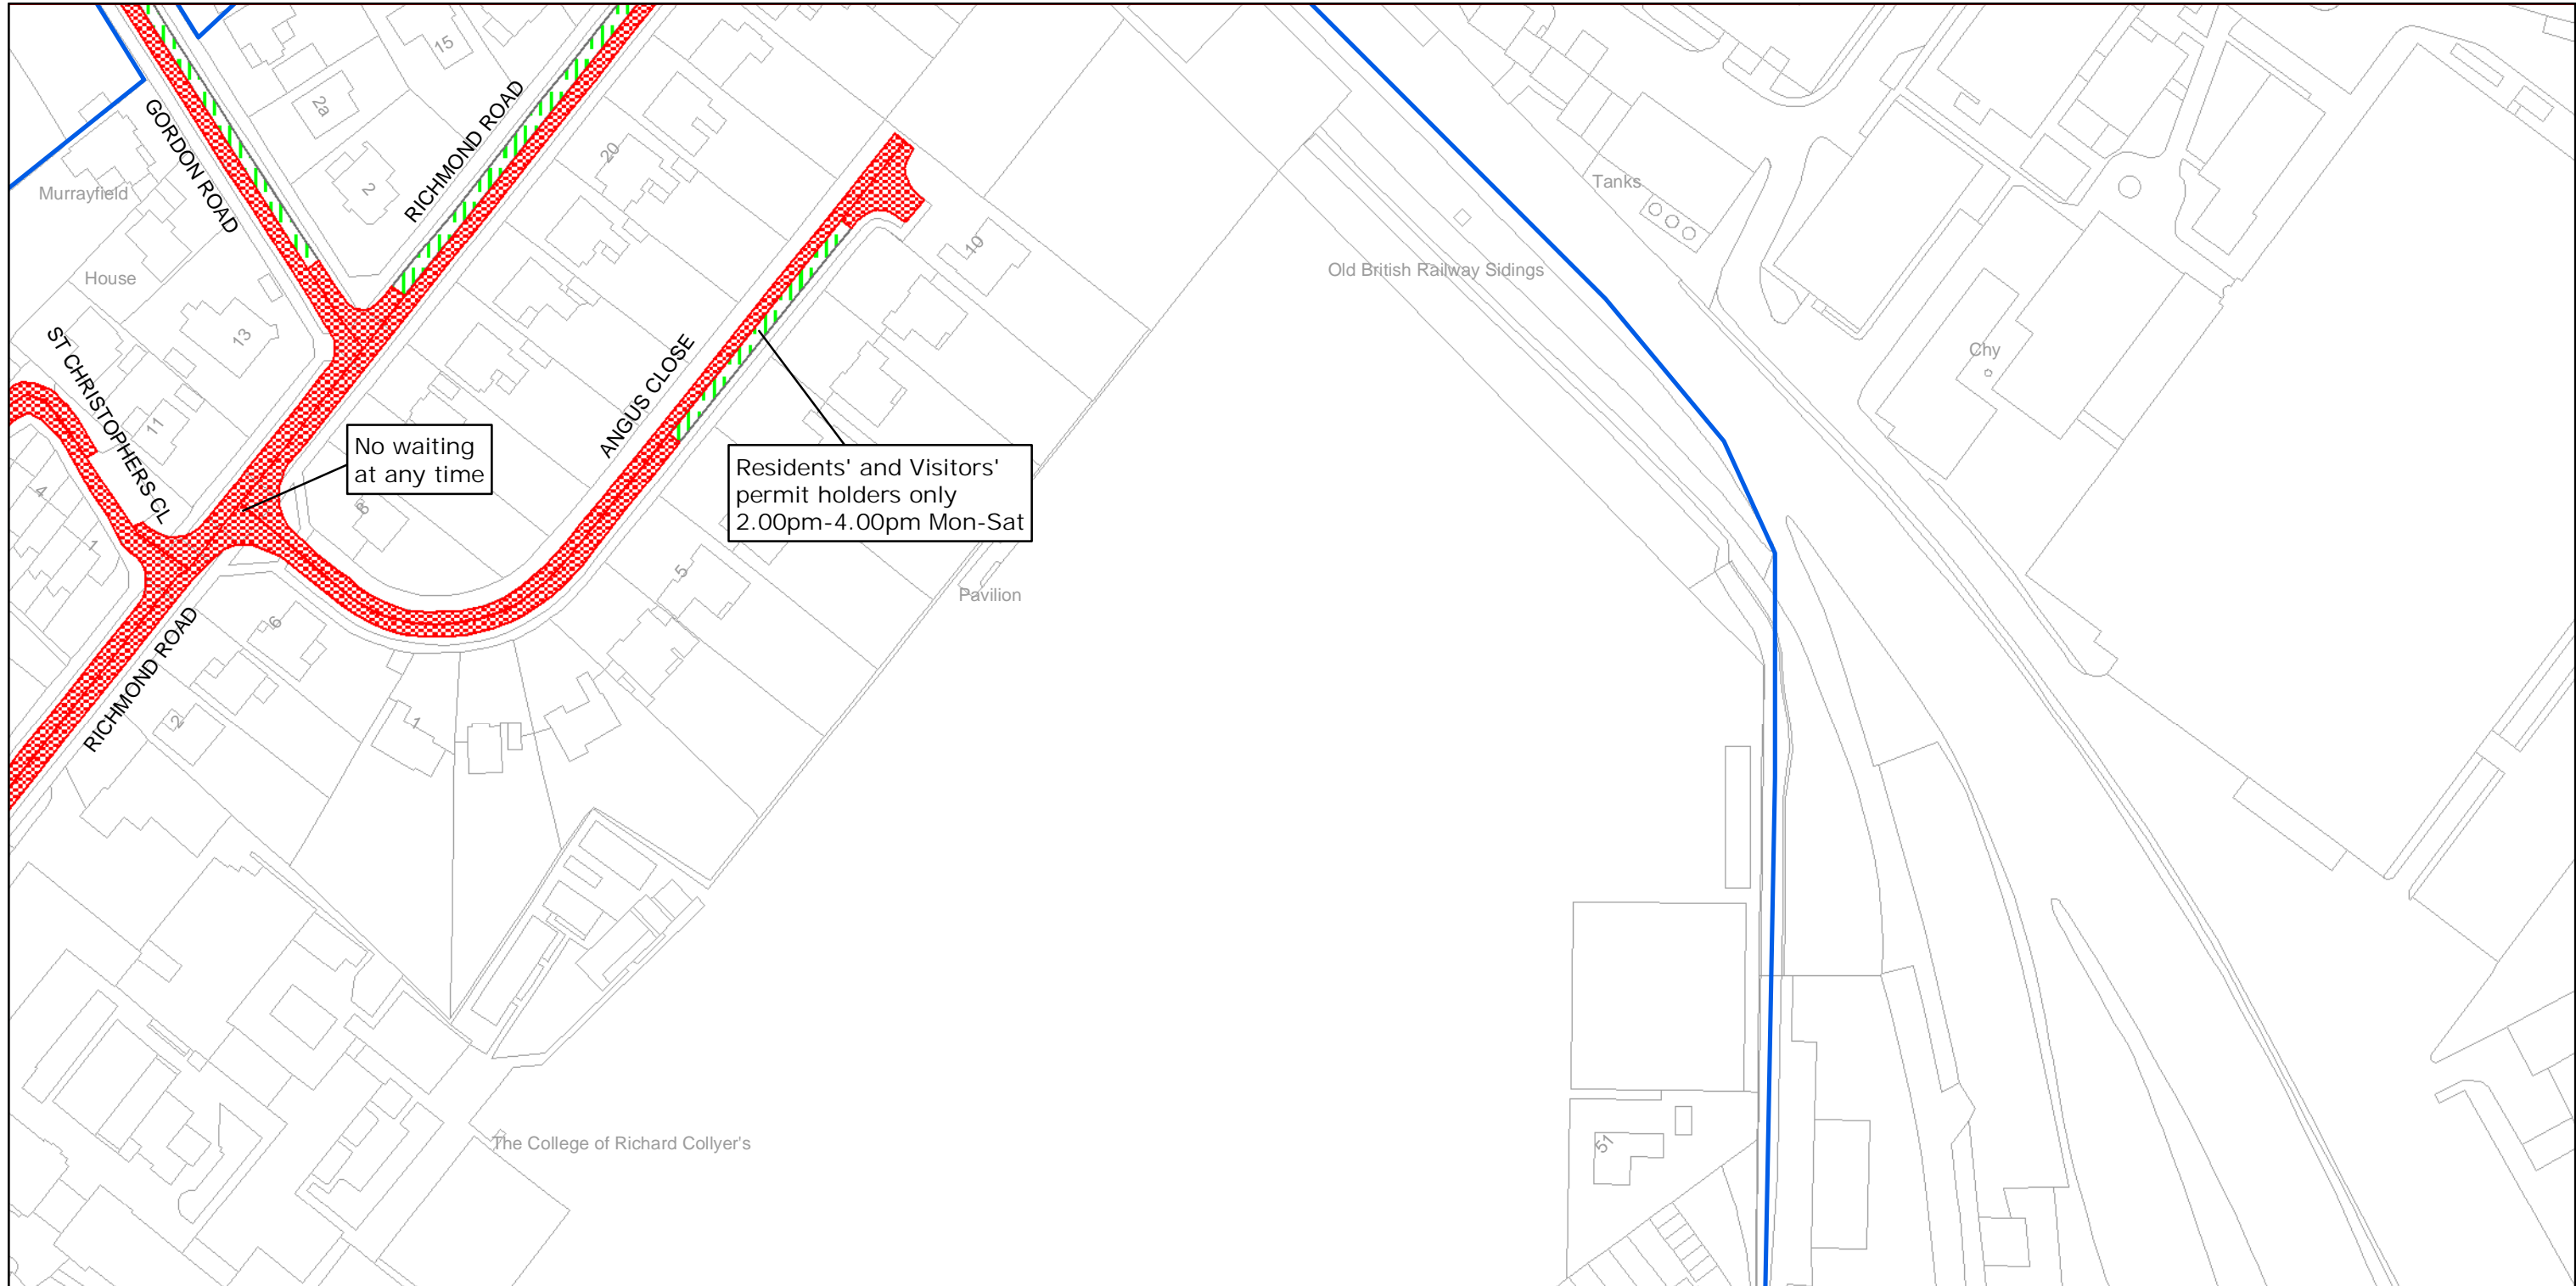 15
2a
GORDON ROAD
RICHMOND ROAD
20
2
Murrayfield
Tanks
10
House
Old British Railway Sidings
13
ST CHRISTOPHERS CL
Chy
ANGUS CLOSE
11
No waiting
at any time
Residents' and Visitors'
permit holders only
2.00pm-4.00pm Mon-Sat
4
8
1
5
Pavilion
6
RICHMOND ROAD
2
1
The College of Richard Collyer's
51